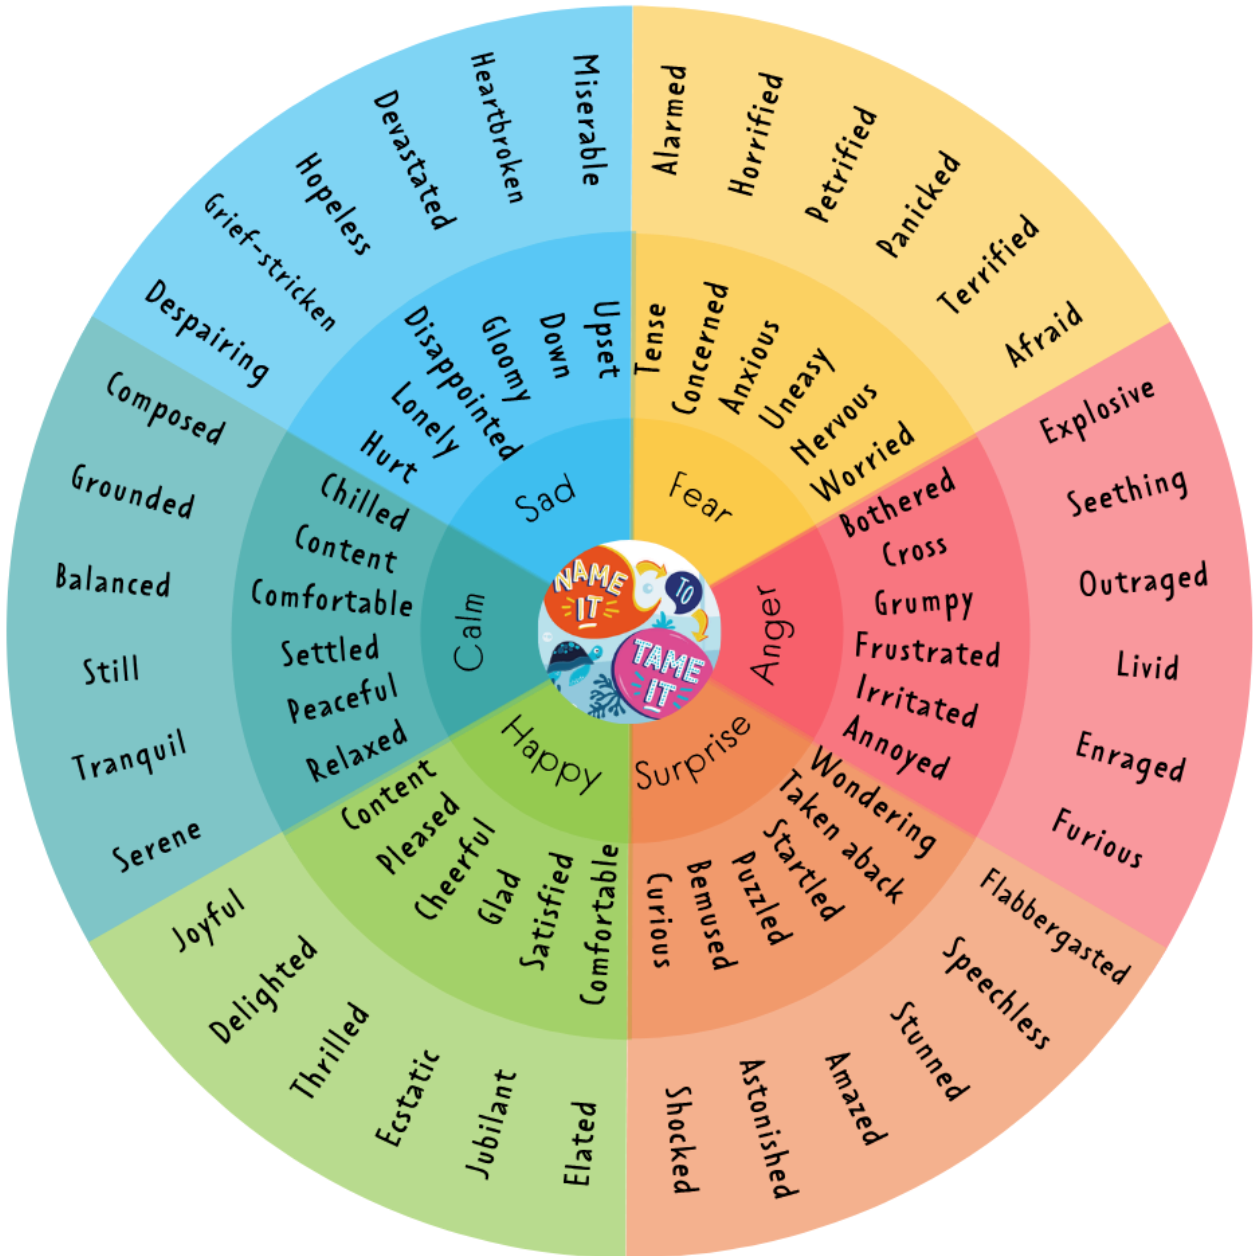 NAME
IT
TO
TAME
IT
Sad
Upset
Down
Gloomy
Disappointed
Lonely
Hurt
Miserable
Heartbroken
Devastated
Hopeless
Grief-stricken
Despairing
Fear
Tense
Concerned
Anxious
Uneasy
Nervous
Worried
Alarmed
Horrified
Petrified
Panicked
Terrified
Afraid
Anger
Bothered
Cross
Grumpy
Frustrated
Irritated
Annoyed
Explosive
Seething
Outraged
Livid
Enraged
Furious
Surprise
Wondering
Taken aback
Startled
Puzzled
Bemused
Curious
Flabbergasted
Speechless
Stunned
Amazed
Astonished
Shocked
Happy
Comfortable
Satisfied
Glad
Cheerful
Pleased
Content
Elated
Jubilant
Ecstatic
Thrilled
Delighted
Joyful
Calm
Relaxed
Peaceful
Settled
Comfortable
Content
Chilled
Serene
Tranquil
Still
Balanced
Grounded
Composed